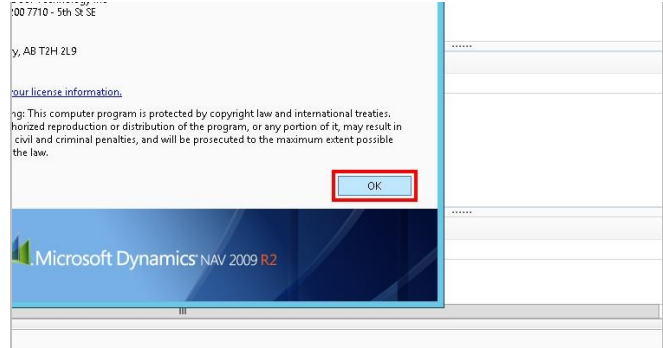 200 7710 - 5th St SE
y, AB T2H 2L9
your license information.
ng: This computer program is protected by copyright law and international treaties.
horized reproduction or distribution of the program, or any portion of it, may result in
civil and criminal penalties, and will be prosecuted to the maximum extent possible
the law.
OK
Microsoft Dynamics NAV 2009 R2